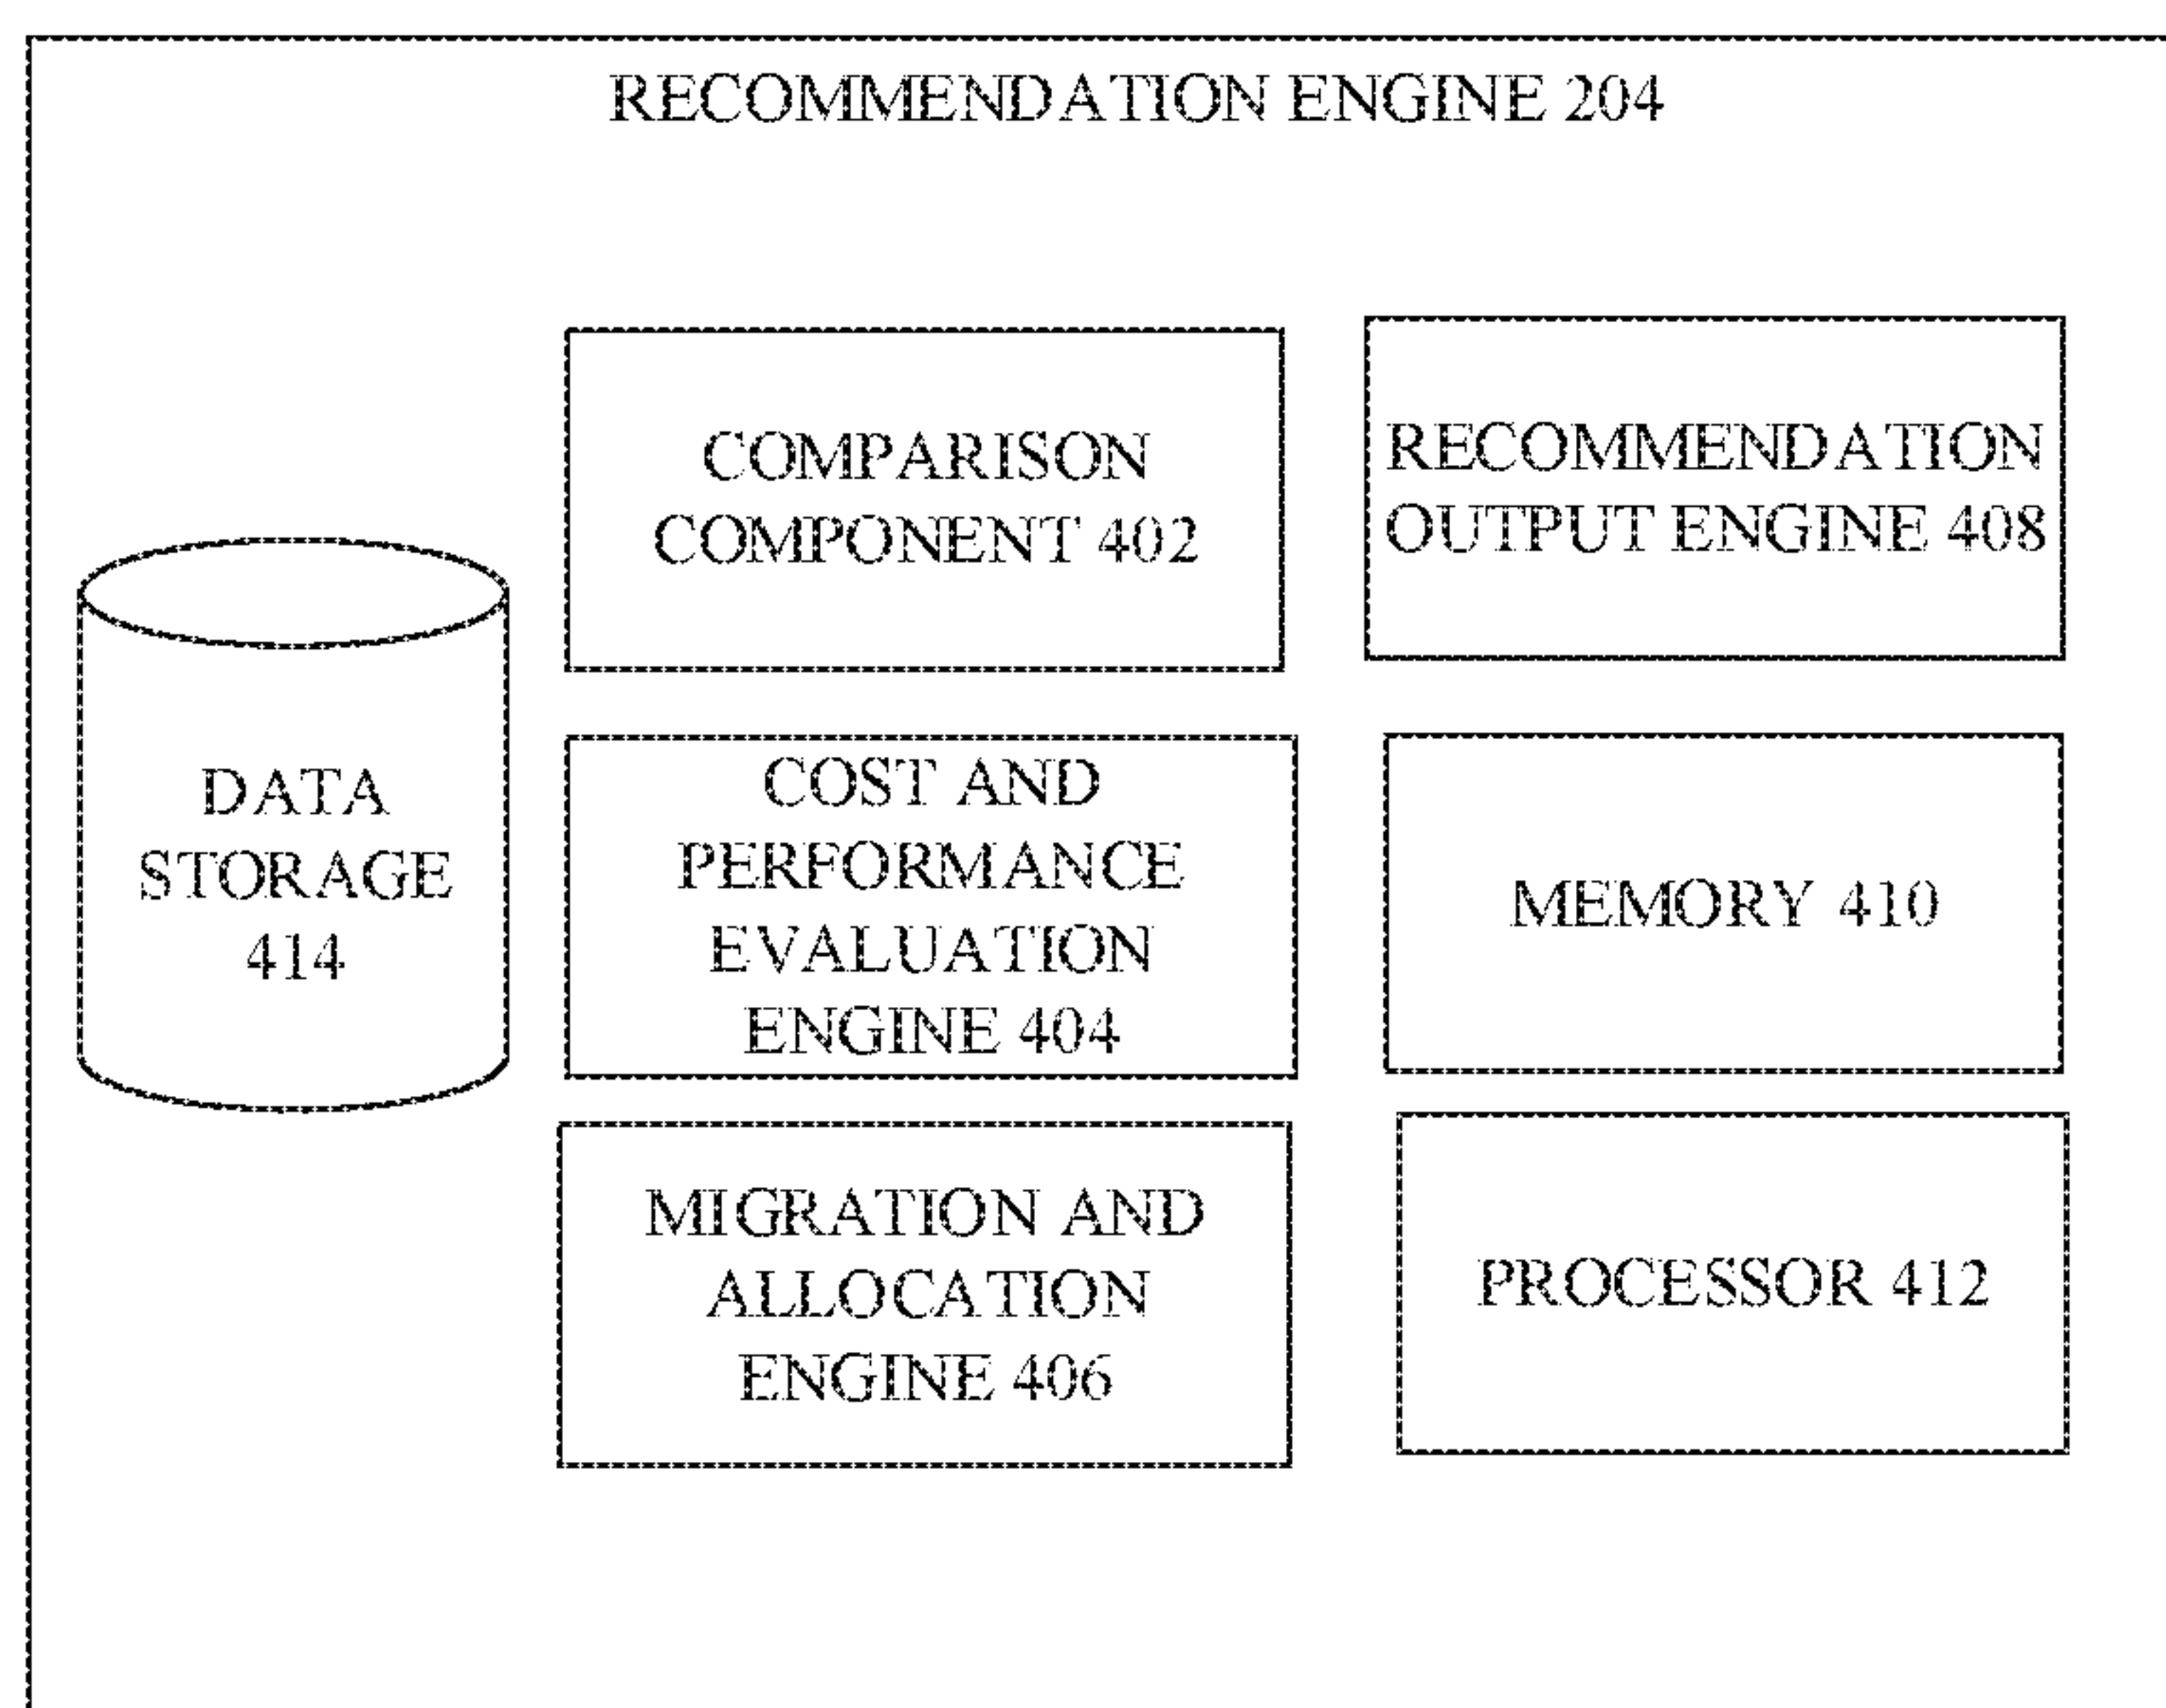 RECOMMENDATION ENGINE 204
COMPARISON
COMPONENT 402
RECOMMENDATION
OUTPUT ENGINE 408
DATA
STORAGE
414
COST AND
PERFORMANCE
EVALUATION
ENGINE 404
MEMORY 410
MIGRATION AND
ALLOCATION
ENGINE 406
PROCESSOR 412